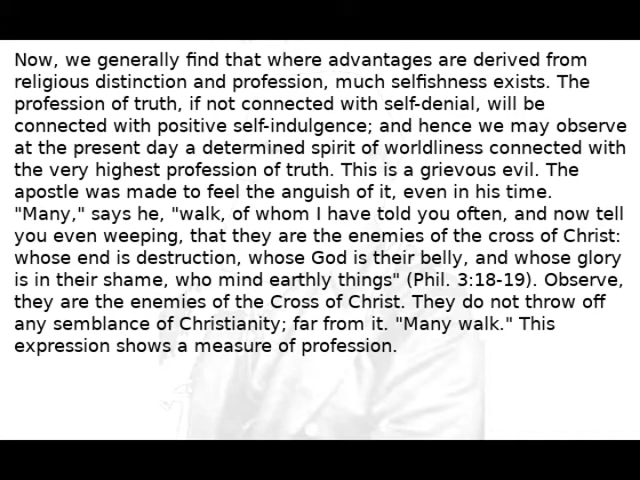 Now, we generally find that where advantages are derived from
religious distinction and profession, much selfishness exists. The
profession of truth, if not connected with self-denial, will be
connected with positive self-indulgence; and hence we may observe
at the present day a determined spirit of worldliness connected with
the very highest profession of truth. This is a grievous evil. The
apostle was made to feel the anguish of it, even in his time.
"Many," says he, "walk, of whom I have told you often, and now tell
you even weeping, that they are the enemies of the cross of Christ:
whose end is destruction, whose God is their belly, and whose glory
is in their shame, who mind earthly things" (Phil. 3:18-19). Observe,
they are the enemies of the Cross of Christ. They do not throw off
any semblance of Christianity; far from it. "Many walk." This
expression shows a measure of profession.